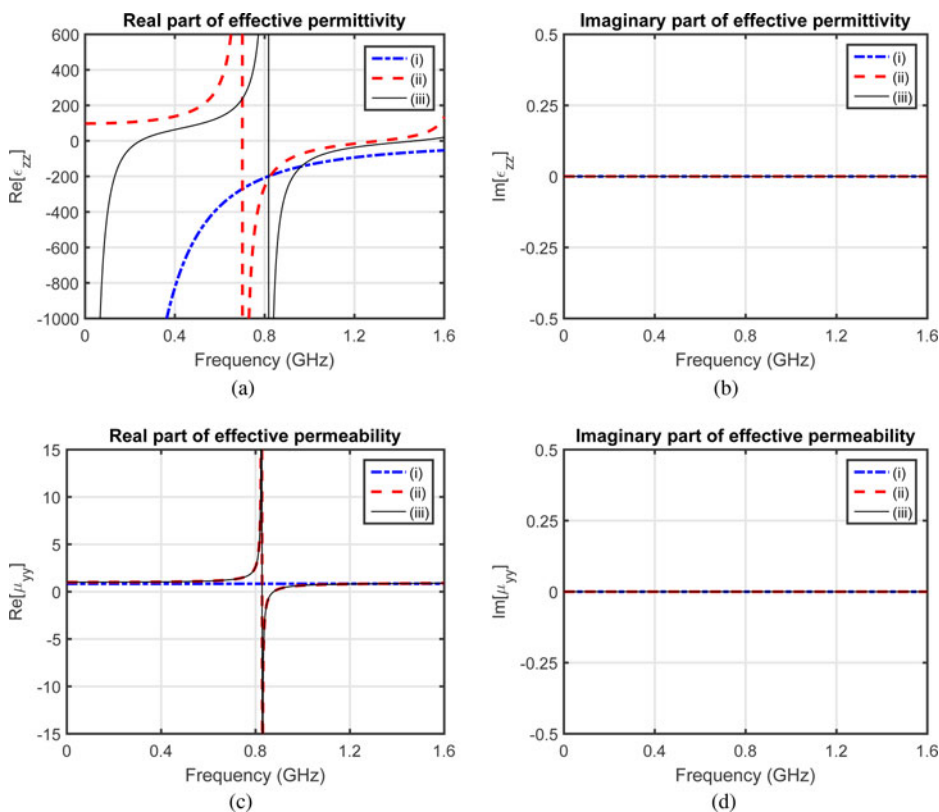 Real part of effective permittivity
600
400
200
0
-200
-400
-600
-800
-1000
Re[ϵzz]
0
0.4
0.8
1.2
1.6
Frequency (GHz)
(i)
(ii)
(iii)
(a)
Imaginary part of effective permittivity
0.5
0.25
0
-0.25
-0.5
Im[ϵzz]
0
0.4
0.8
1.2
1.6
Frequency (GHz)
(i)
(ii)
(iii)
(b)
Real part of effective permeability
15
10
5
0
-5
-10
-15
Re[μyy]
0
0.4
0.8
1.2
1.6
Frequency (GHz)
(i)
(ii)
(iii)
(c)
Imaginary part of effective permeability
0.5
0.25
0
-0.25
-0.5
Im[μyy]
0
0.4
0.8
1.2
1.6
Frequency (GHz)
(i)
(ii)
(iii)
(d)